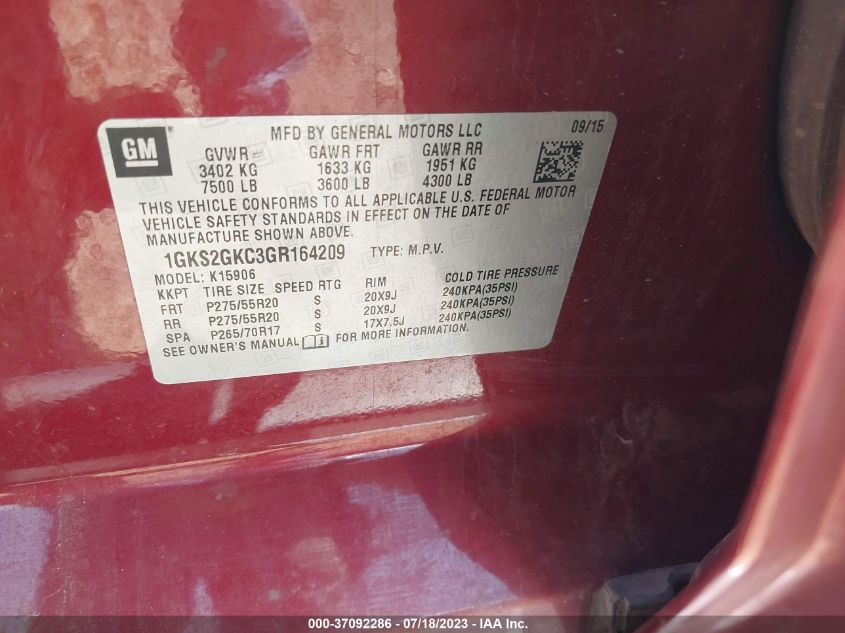 GM
MFD BY GENERAL MOTORS LLC 09/15
GVWR GAWR FRT GAWR RR
3402 KG 1633 KG 1951 KG
7500 LB 3600 LB 4300 LB
THIS VEHICLE CONFORMS TO ALL APPLICABLE U.S. FEDERAL MOTOR
VEHICLE SAFETY STANDARDS IN EFFECT ON THE DATE OF
MANUFACTURE SHOWN ABOVE.
1GKS2GKC3GR164209 TYPE: M.P.V.
MODEL: K15906
KKPT TIRE SIZE SPEED RTG RIM COLD TIRE PRESSURE
FRT P275/55R20 S 20X9J 240KPA(35PSI)
RR P275/55R20 S 20X9J 240KPA(35PSI)
SPA P265/70R17 S 17X7.5J 240KPA(35PSI)
SEE OWNER'S MANUAL FOR MORE INFORMATION.
000-37092286 - 07/18/2023 - IAA Inc.